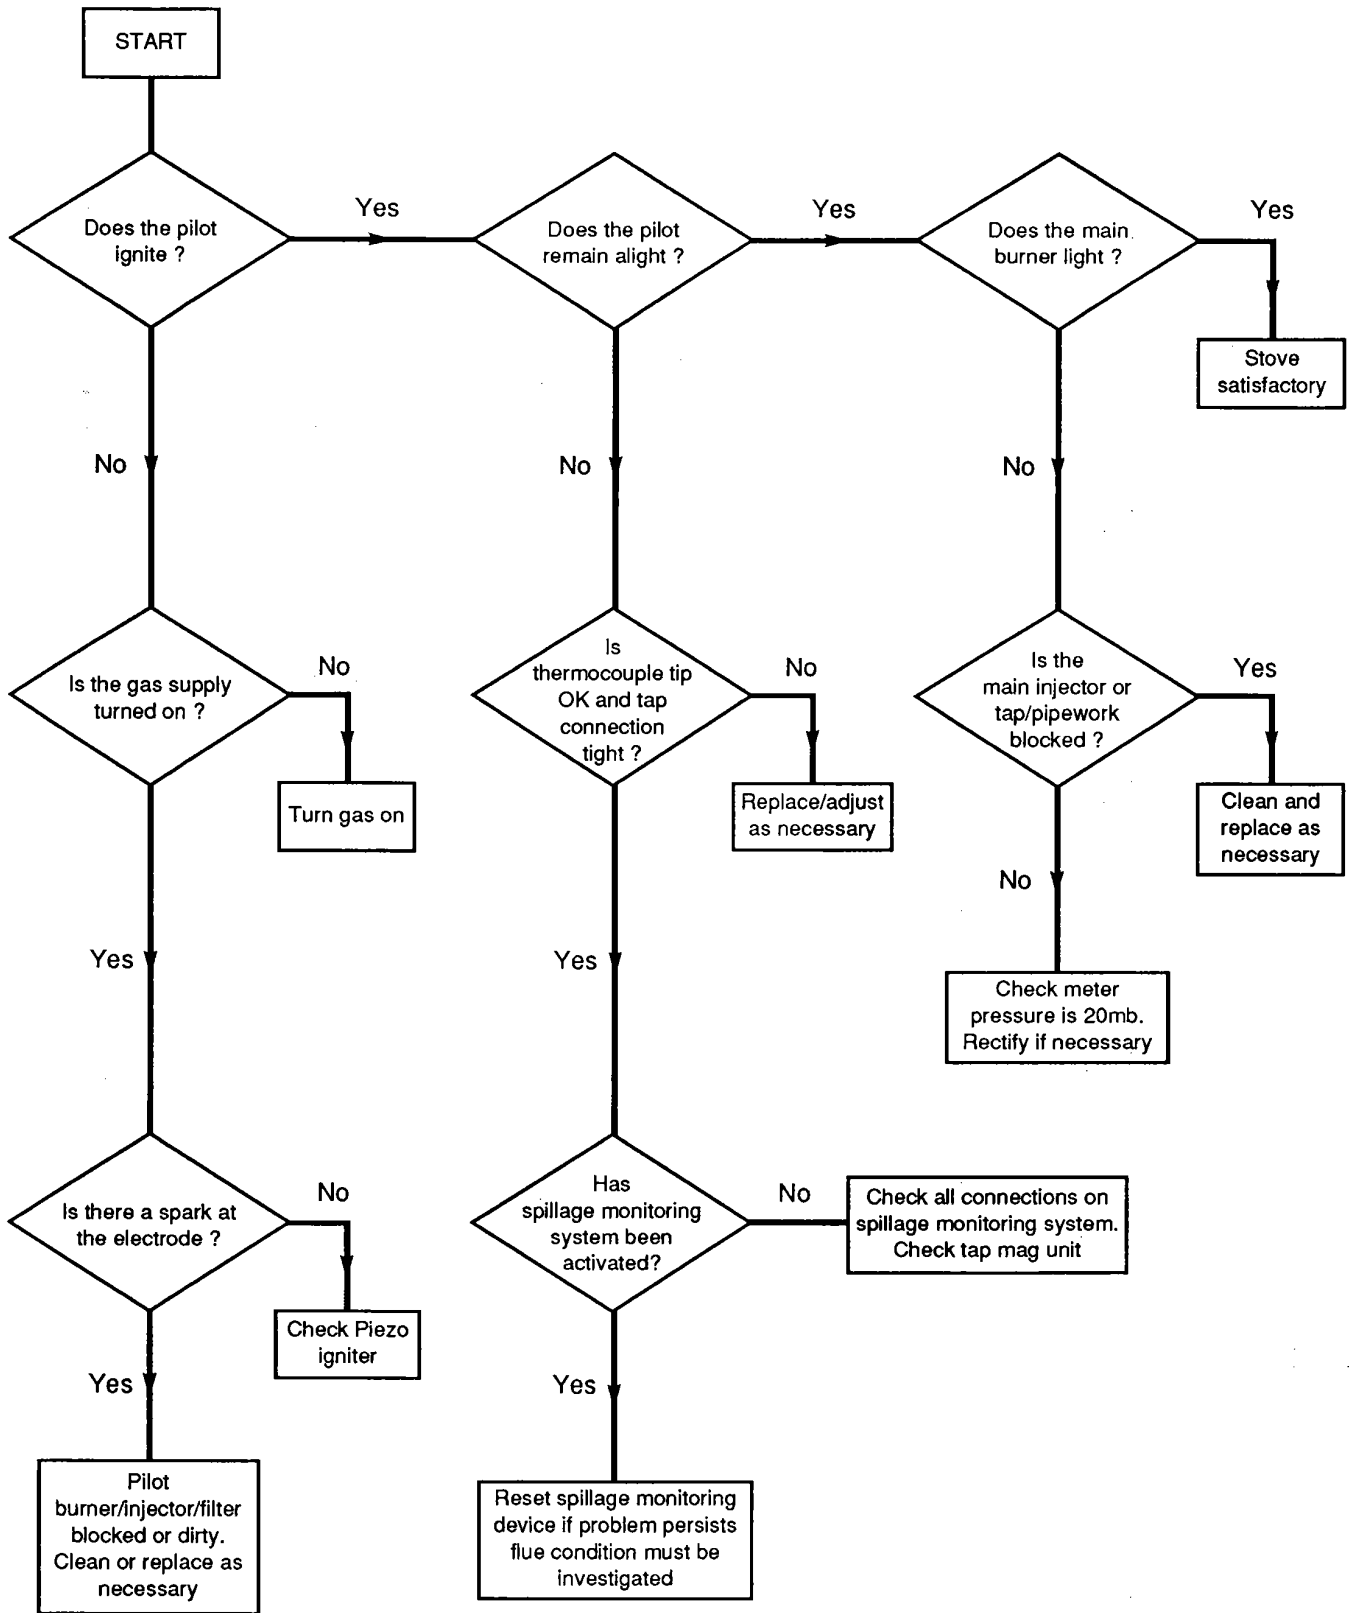 START
Does the pilot
ignite ?
Yes
Does the pilot
remain alight ?
Yes
Does the main
burner light ?
Yes
Stove
satisfactory
No
No
No
Is the gas supply
turned on ?
No
Turn gas on
Is
thermocouple tip
OK and tap
connection
tight ?
No
Replace/adjust
as necessary
Is the
main injector or
tap/pipework
blocked ?
Yes
Clean and
replace as
necessary
No
Check meter
pressure is 20mb.
Rectify if necessary
Yes
Yes
Is there a spark at
the electrode ?
No
Check Piezo
igniter
Has
spillage monitoring
system been
activated?
No
Check all connections on
spillage monitoring system.
Check tap mag unit
Yes
Yes
Pilot
burner/injector/filter
blocked or dirty.
Clean or replace as
necessary
Reset spillage monitoring
device if problem persists
flue condition must be
investigated